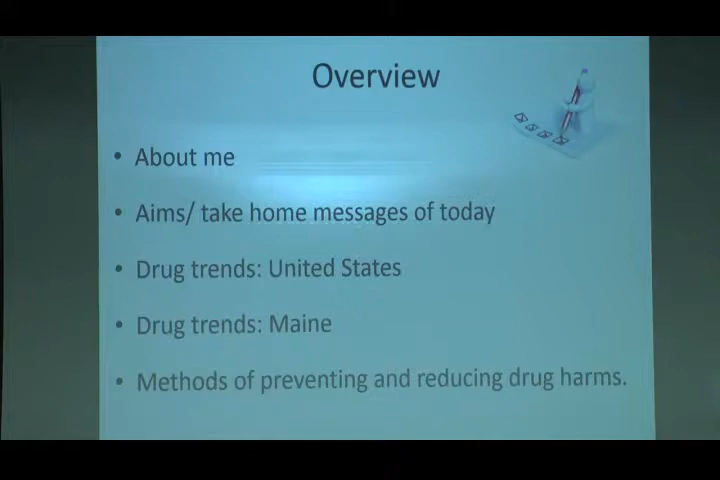 Overview
• About me
• Aims/ take home messages of today
• Drug trends: United States
• Drug trends: Maine
• Methods of preventing and reducing drug harms.